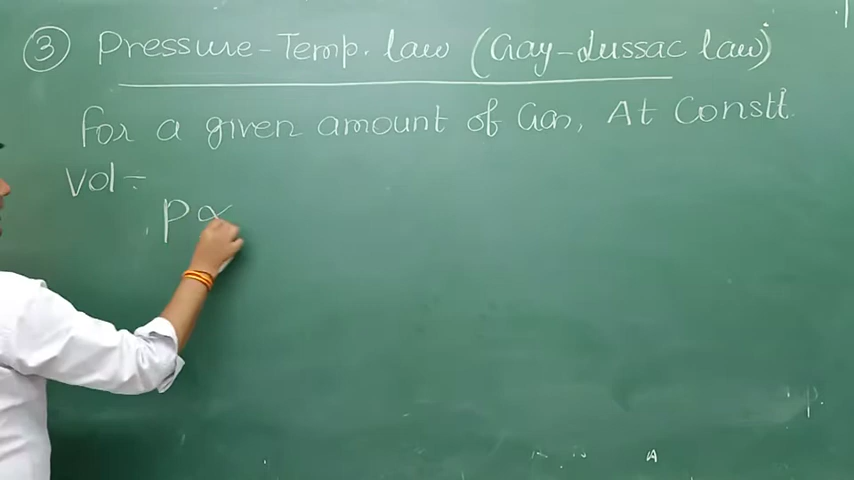 ③ Pressure-Temp. law (Gay-Lussac law)
for a given amount of Gas, At Constt.
Vol ÷
P ∝